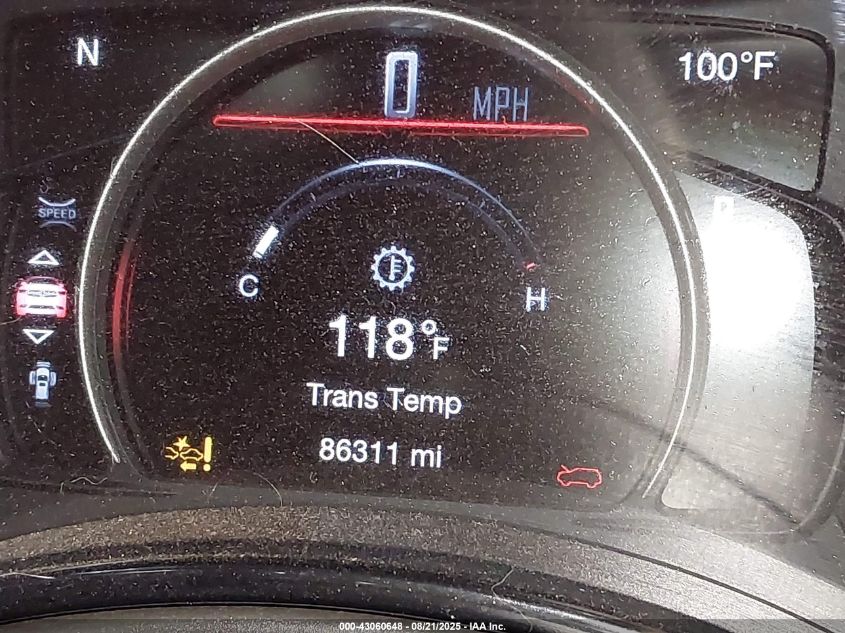 N
0 MPH
100°F
SPEED
C
H
118°F
Trans Temp
86311 mi
000-43060648 - 08/21/2025 - IAA Inc.